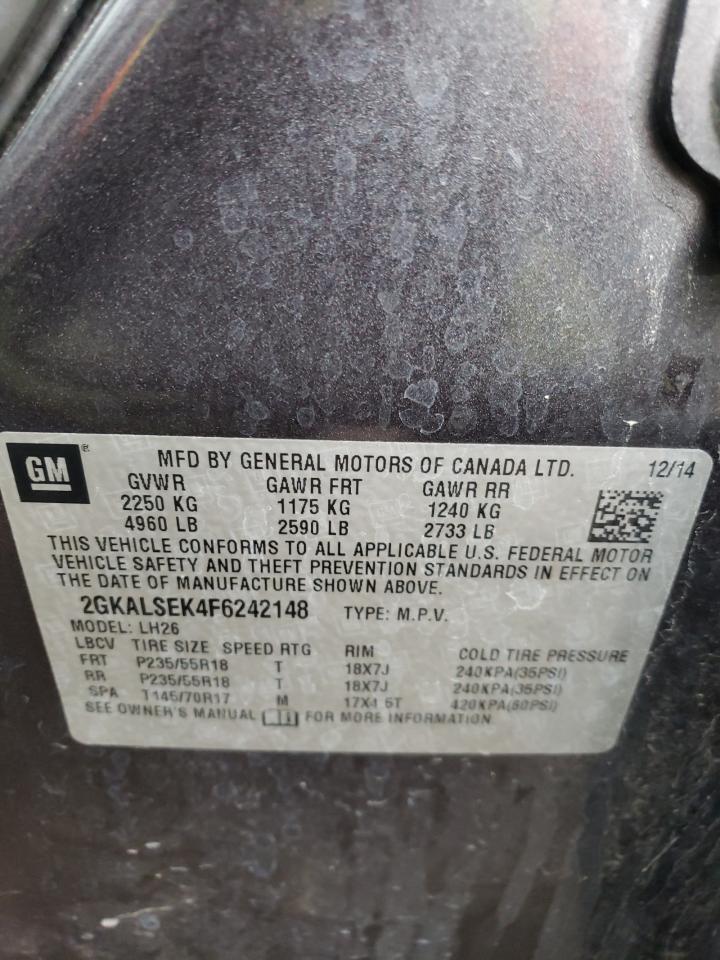 GM ®
MFD BY GENERAL MOTORS OF CANADA LTD. 12/14
GVWR GAWR FRT GAWR RR
2250 KG 1175 KG 1240 KG
4960 LB 2590 LB 2733 LB
THIS VEHICLE CONFORMS TO ALL APPLICABLE U.S. FEDERAL MOTOR
VEHICLE SAFETY AND THEFT PREVENTION STANDARDS IN EFFECT ON
THE DATE OF MANUFACTURE SHOWN ABOVE.
2GKALSEK4F6242148 TYPE: M.P.V.
MODEL: LH26
LBCV TIRE SIZE SPEED RTG RIM COLD TIRE PRESSURE
FRT P235/55R18 T 18X7J 240KPA(35PSI)
RR P235/55R18 T 18X7J 240KPA(35PSI)
SPA T145/70R17 M 17X4.5T 420KPA(60PSI)
SEE OWNER'S MANUAL FOR MORE INFORMATION